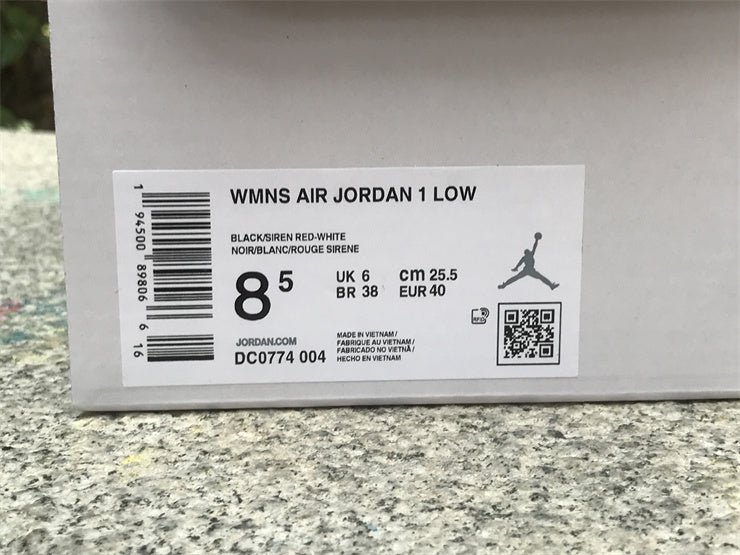 WMNS AIR JORDAN 1 LOW
BLACK/SIREN RED-WHITE
NOIR/BLANC/ROUGE SIRENE
8 5
UK 6 cm 25.5
BR 38 EUR 40
JORDAN.COM
DC0774 004
MADE IN VIETNAM /
FABRIQUE AU VIETNAM /
FABRICADO NO VIETNÃ /
HECHO EN VIETNAM
RFID
1 94500 89806 6 16